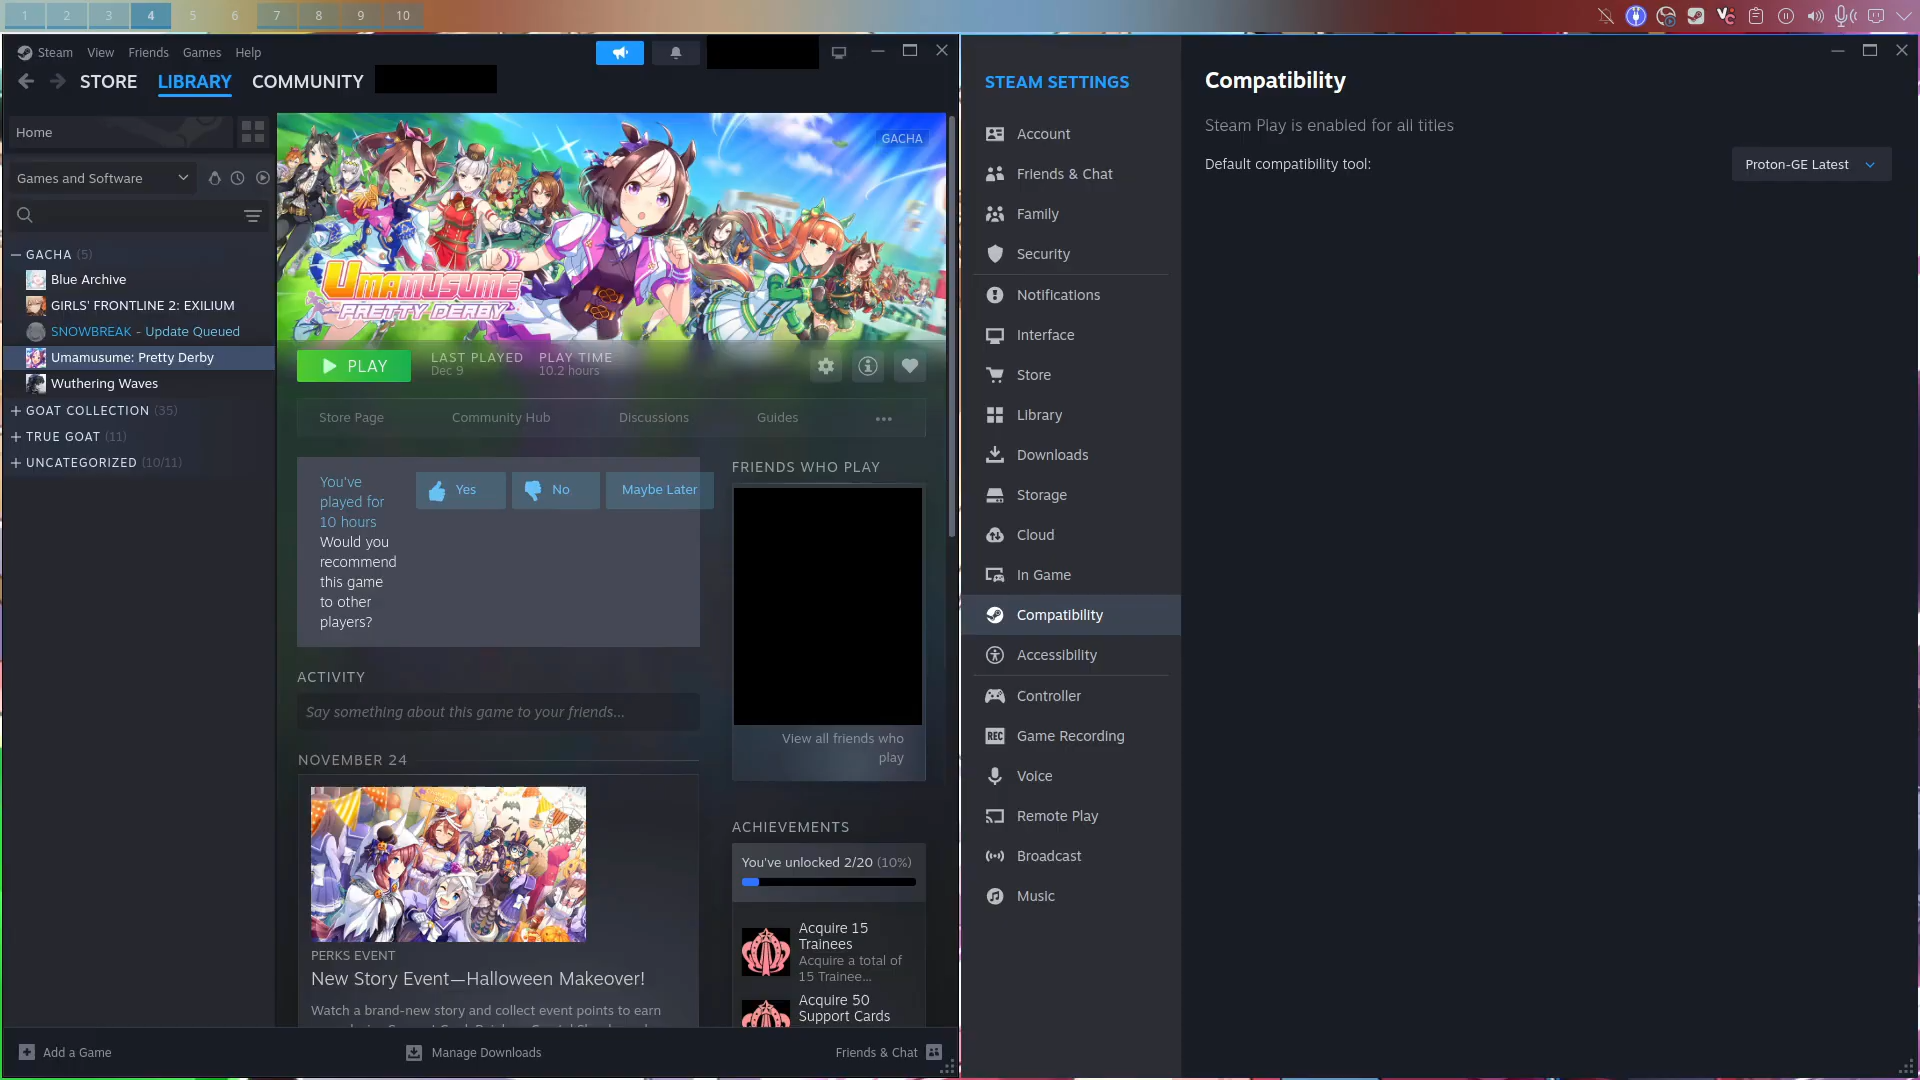 1 2 3 4 5 6 7 8 9 10
Steam View Friends Games Help
STORE LIBRARY COMMUNITY
Home
Games and Software
— GACHA (5)
Blue Archive
GIRLS' FRONTLINE 2: EXILIUM
SNOWBREAK - Update Queued
Umamusume: Pretty Derby
Wuthering Waves
+ GOAT COLLECTION (35)
+ TRUE GOAT (11)
+ UNCATEGORIZED (10/11)
GACHA
UMAMUSUME
PRETTY DERBY
PLAY
LAST PLAYED
Dec 9
PLAY TIME
10.2 hours
Store Page Community Hub Discussions Guides •••
You've
played for
10 hours
Would you
recommend
this game
to other
players?
Yes No Maybe Later
ACTIVITY
Say something about this game to your friends...
NOVEMBER 24
PERKS EVENT
New Story Event—Halloween Makeover!
Watch a brand-new story and collect event points to earn
FRIENDS WHO PLAY
View all friends who
play
ACHIEVEMENTS
You've unlocked 2/20 (10%)
Acquire 15
Trainees
Acquire a total of
15 Trainee...
Acquire 50
Support Cards
Add a Game
Manage Downloads
Friends & Chat
STEAM SETTINGS
Account
Friends & Chat
Family
Security
Notifications
Interface
Store
Library
Downloads
Storage
Cloud
In Game
Compatibility
Accessibility
Controller
REC Game Recording
Voice
Remote Play
Broadcast
Music
Compatibility
Steam Play is enabled for all titles
Default compatibility tool:
Proton-GE Latest